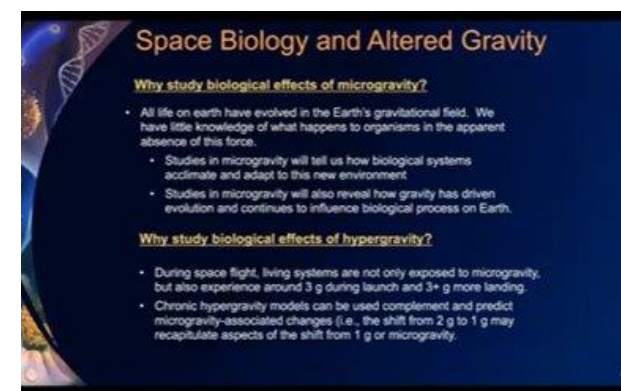 Space Biology and Altered Gravity
Why study biological effects of microgravity?
• All life on earth have evolved in the Earth's gravitational field. We
have little knowledge of what happens to organisms in the apparent
absence of this force.
• Studies in microgravity will tell us how biological systems
acclimate and adapt to this new environment
• Studies in microgravity will also reveal how gravity has driven
evolution and continues to influence biological process on Earth.
Why study biological effects of hypergravity?
• During space flight, living systems are not only exposed to microgravity,
but also experience around 3 g during launch and 3+ g more landing.
• Chronic hypergravity models can be used complement and predict
microgravity-associated changes (i.e., the shift from 2 g to 1 g may
recapitulate aspects of the shift from 1 g or microgravity.